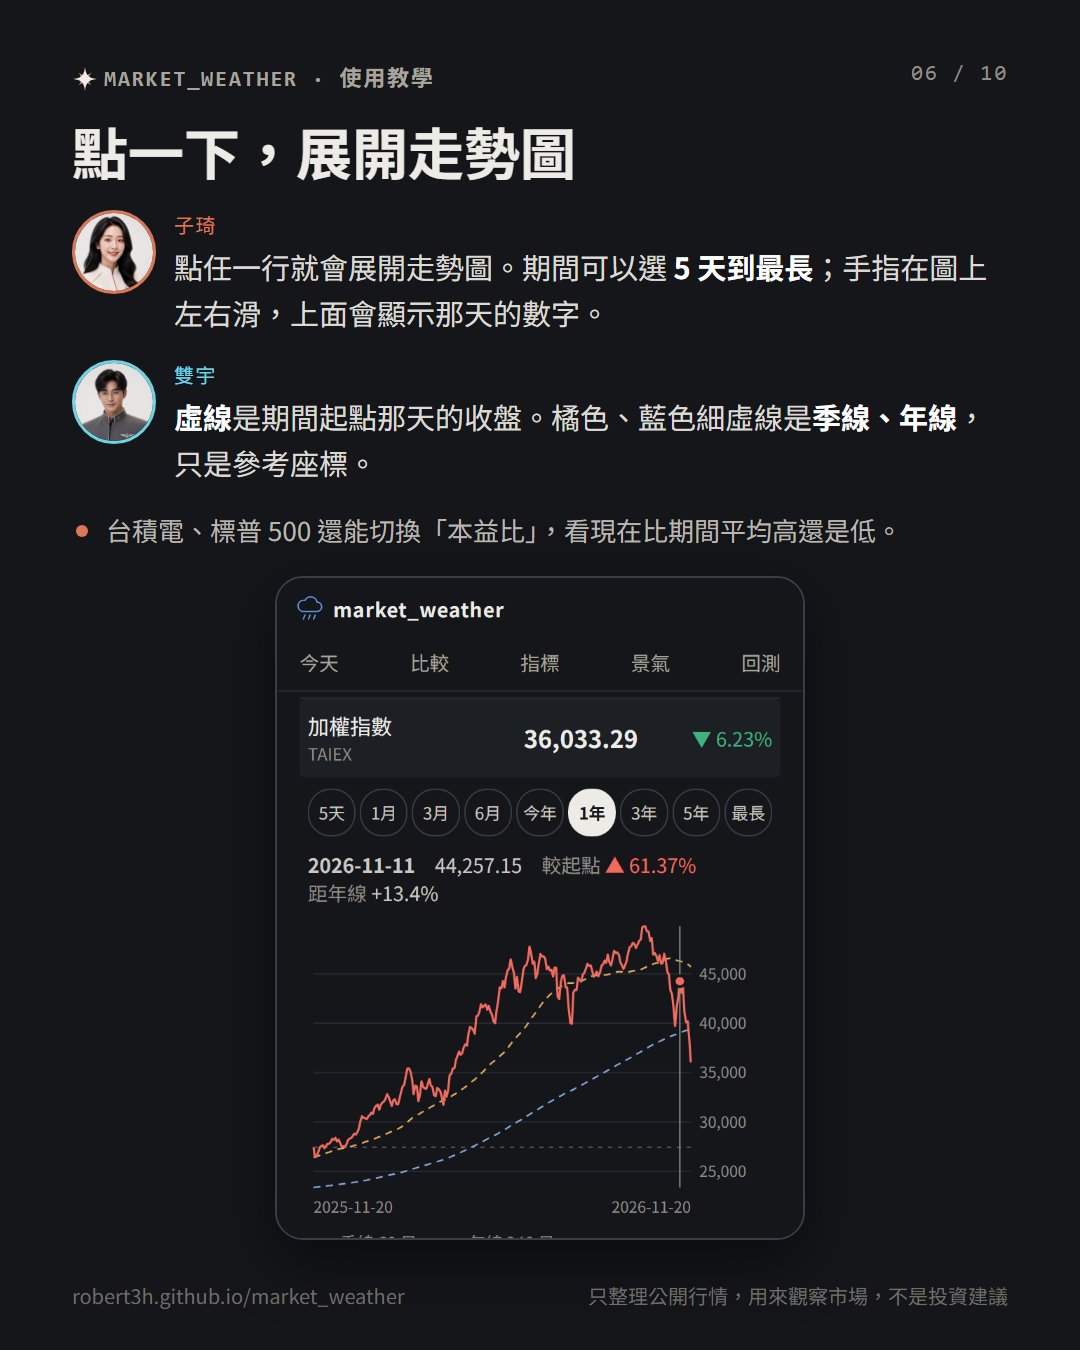 MARKET_WEATHER · 使用教學
06 / 10
點一下，展開走勢圖
子琦
點任一行就會展開走勢圖。期間可以選 5 天到最長；手指在圖上
左右滑，上面會顯示那天的數字。
雙宇
虛線是期間起點那天的收盤。橘色、藍色細虛線是季線、年線，
只是參考座標。
台積電、標普 500 還能切換「本益比」，看現在比期間平均高還是低。
market_weather
今天 比較 指標 景氣 回測
加權指數
TAIEX
36,033.29
▼ 6.23%
5天 1月 3月 6月 今年 1年 3年 5年 最長
2026-11-11 44,257.15 較起點 ▲ 61.37%
距年線 +13.4%
45,000
40,000
35,000
30,000
25,000
2025-11-20 2026-11-20
robert3h.github.io/market_weather
只整理公開行情，用來觀察市場，不是投資建議